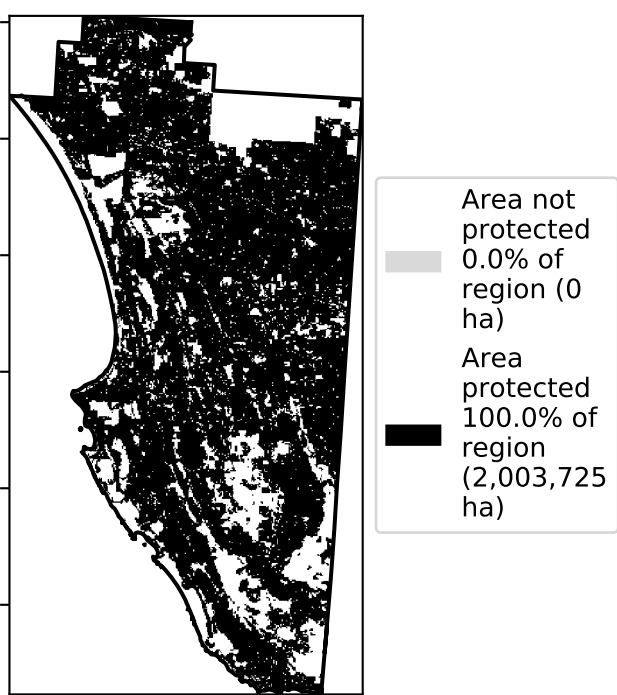 Area not
protected
0.0% of
region (0
ha)
Area
protected
100.0% of
region
(2,003,725
ha)